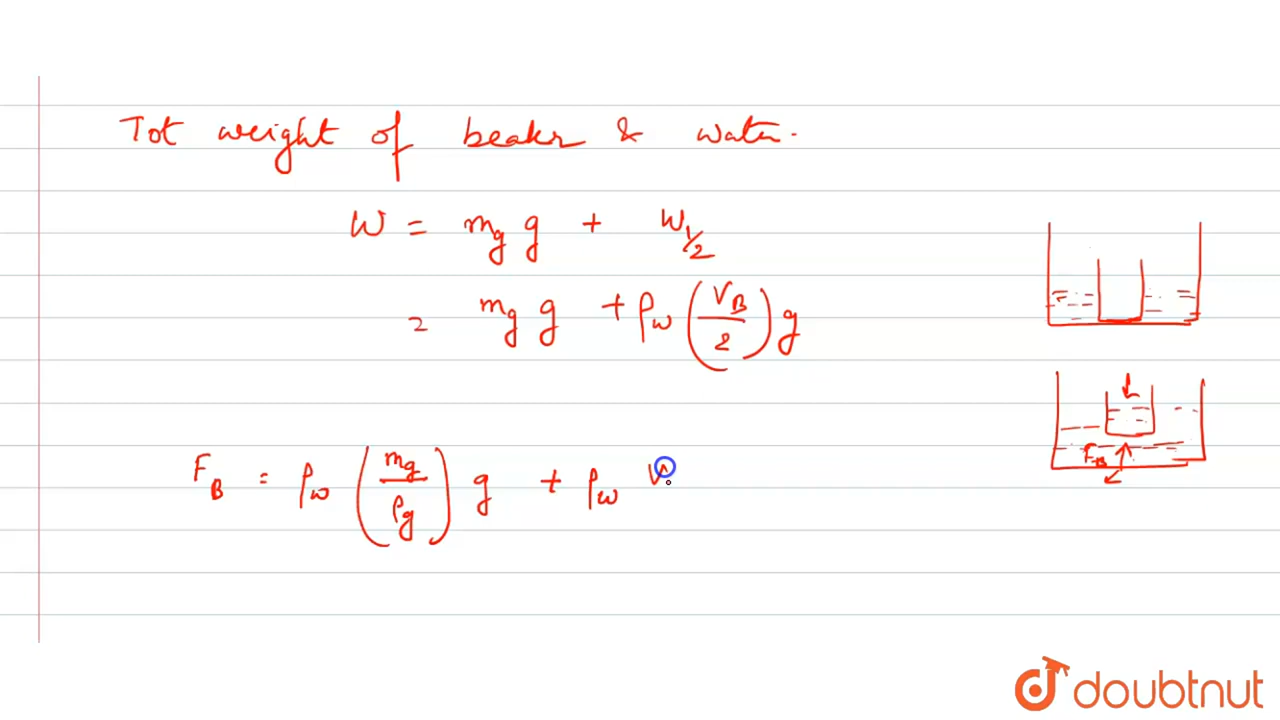 Tot weight of beaker & water.
W = m_g g + W_1/2
= m_g g + ρ_w (V_B/2) g
F_B = ρ_w (m_g/ρ_g) g + ρ_w V
F_B
doubtnut